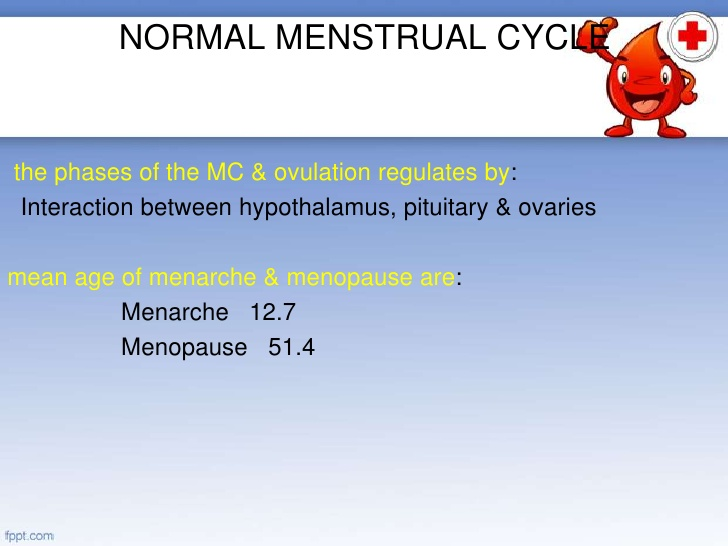 NORMAL MENSTRUAL CYCLE
the phases of the MC & ovulation regulates by:
Interaction between hypothalamus, pituitary & ovaries
mean age of menarche & menopause are:
Menarche 12.7
Menopause 51.4
fppt.com